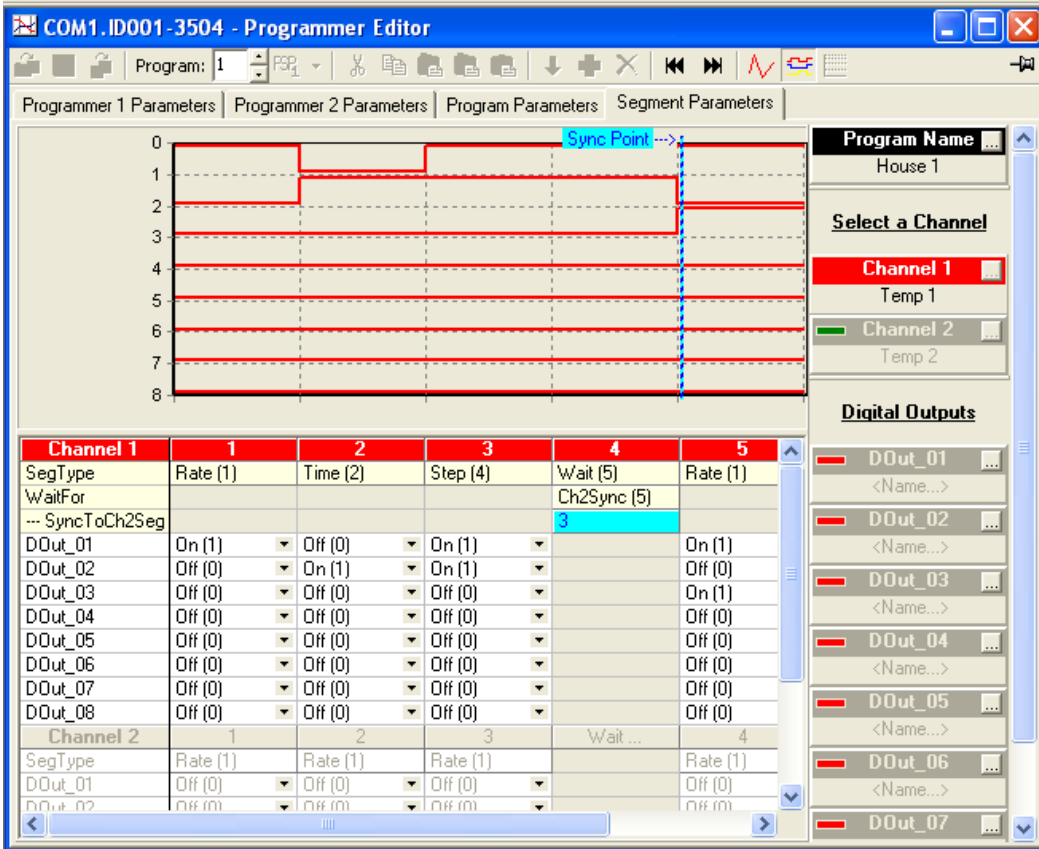 COM1.ID001-3504 - Programmer Editor
Program: 1
Programmer 1 Parameters Programmer 2 Parameters Program Parameters Segment Parameters
Sync Point --->
0
1
2
3
4
5
6
7
8
Program Name ...
House 1
Select a Channel
Channel 1 ...
Temp 1
Channel 2 ...
Temp 2
Digital Outputs
DOut_01 ...
<Name...>
DOut_02 ...
<Name...>
DOut_03 ...
<Name...>
DOut_04 ...
<Name...>
DOut_05 ...
<Name...>
DOut_06 ...
<Name...>
DOut_07 ...
Channel 1 1 2 3 4 5
SegType Rate (1) Time (2) Step (4) Wait (5) Rate (1)
WaitFor Ch2Sync (5)
--- SyncToCh2Seg 3
DOut_01 On (1) Off (0) On (1) On (1)
DOut_02 Off (0) On (1) On (1) Off (0)
DOut_03 Off (0) Off (0) Off (0) On (1)
DOut_04 Off (0) Off (0) Off (0) Off (0)
DOut_05 Off (0) Off (0) Off (0) Off (0)
DOut_06 Off (0) Off (0) Off (0) Off (0)
DOut_07 Off (0) Off (0) Off (0) Off (0)
DOut_08 Off (0) Off (0) Off (0) Off (0)
Channel 2 1 2 3 Wait ... 4
SegType Rate (1) Rate (1) Rate (1) Rate (1)
DOut_01 Off (0) Off (0) Off (0) Off (0)
DOut_02 Off (0) Off (0) Off (0) Off (0)